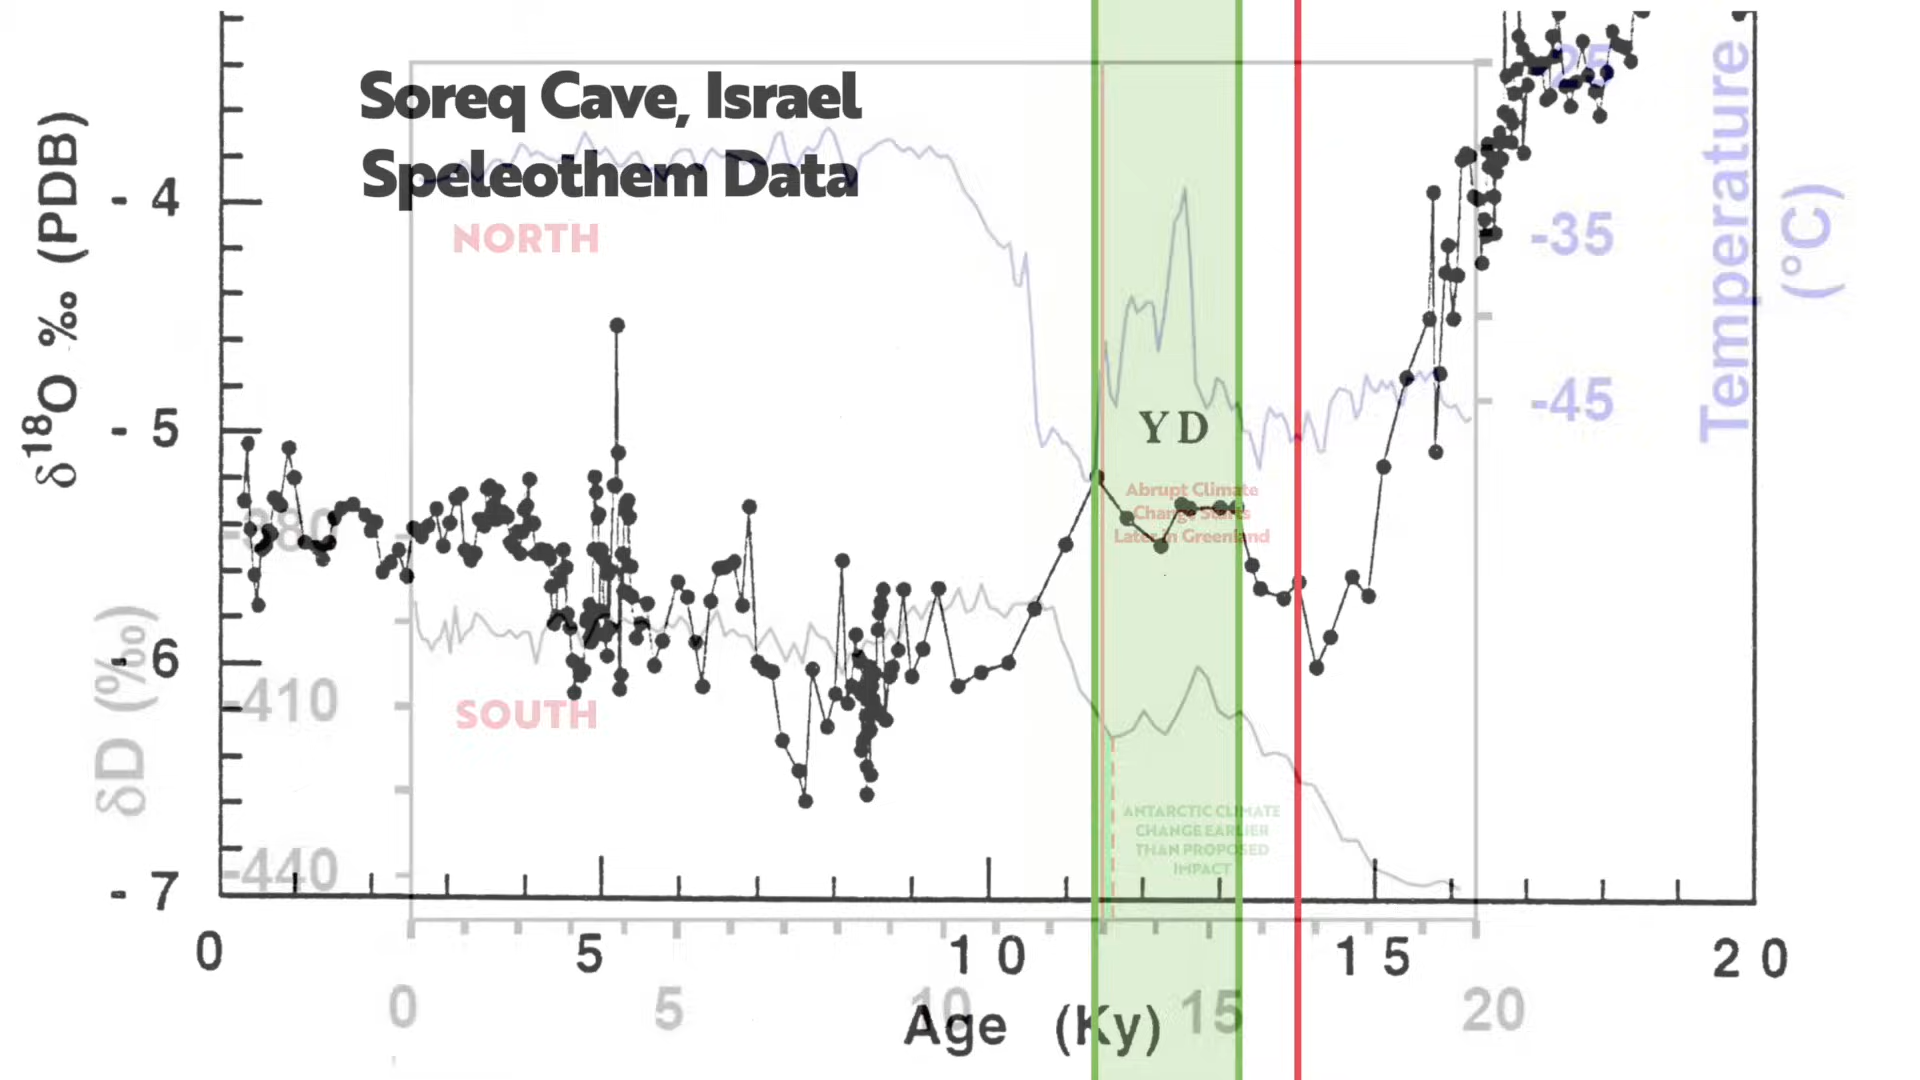 Soreq Cave, Israel
Speleothem Data
NORTH
SOUTH
δ18O ‰ (PDB)
- 4
- 5
- 6
- 7
δD (‰)
-380
-410
-440
Temperature
(°C)
-25
-35
-45
YD
Abrupt Climate
Change Starts
Later in Greenland
ANTARCTIC CLIMATE
CHANGE EARLIER
THAN PROPOSED
IMPACT
0 5 10 15 20
0 5 10 15 20
Age (Ky)